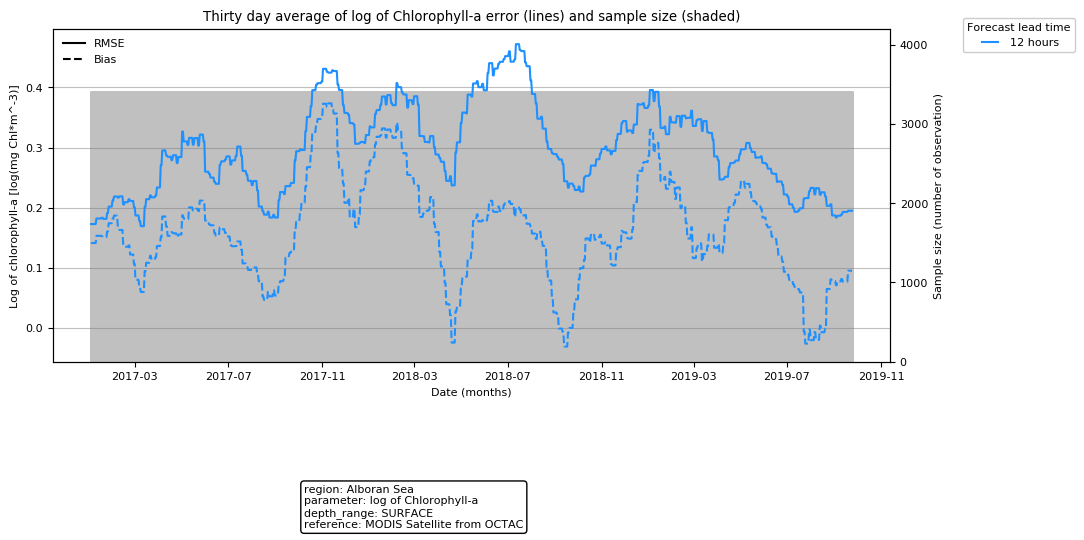 Thirty day average of log of Chlorophyll-a error (lines) and sample size (shaded)
Forecast lead time
12 hours
RMSE
Bias
Log of chlorophyll-a [log(mg Chl*m^-3)]
0.4
0.3
0.2
0.1
0.0
4000
3000
2000
1000
0
Sample size (number of observation)
2017-03
2017-07
2017-11
2018-03
2018-07
2018-11
2019-03
2019-07
2019-11
Date (months)
region: Alboran Sea
parameter: log of Chlorophyll-a
depth_range: SURFACE
reference: MODIS Satellite from OCTAC